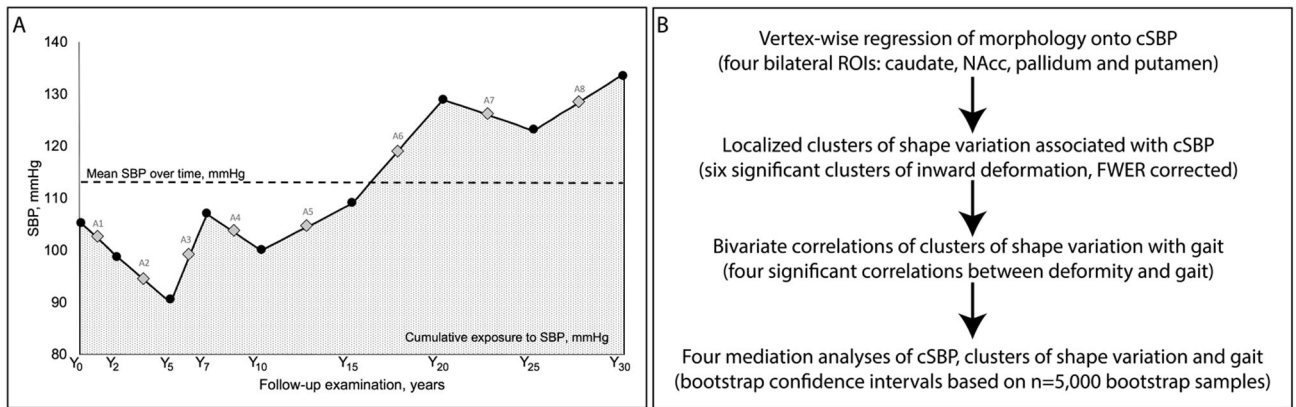 A
140
130
120
110
100
90
80
SBP, mmHg
Mean SBP over time, mmHg
A1
A2
A3
A4
A5
A6
A7
A8
Cumulative exposure to SBP, mmHg
Y0
Y2
Y5
Y7
Y10
Y15
Y20
Y25
Y30
Follow-up examination, years
B
Vertex-wise regression of morphology onto cSBP
(four bilateral ROIs: caudate, NAcc, pallidum and putamen)
Localized clusters of shape variation associated with cSBP
(six significant clusters of inward deformation, FWER corrected)
Bivariate correlations of clusters of shape variation with gait
(four significant correlations between deformity and gait)
Four mediation analyses of cSBP, clusters of shape variation and gait
(bootstrap confidence intervals based on n=5,000 bootstrap samples)